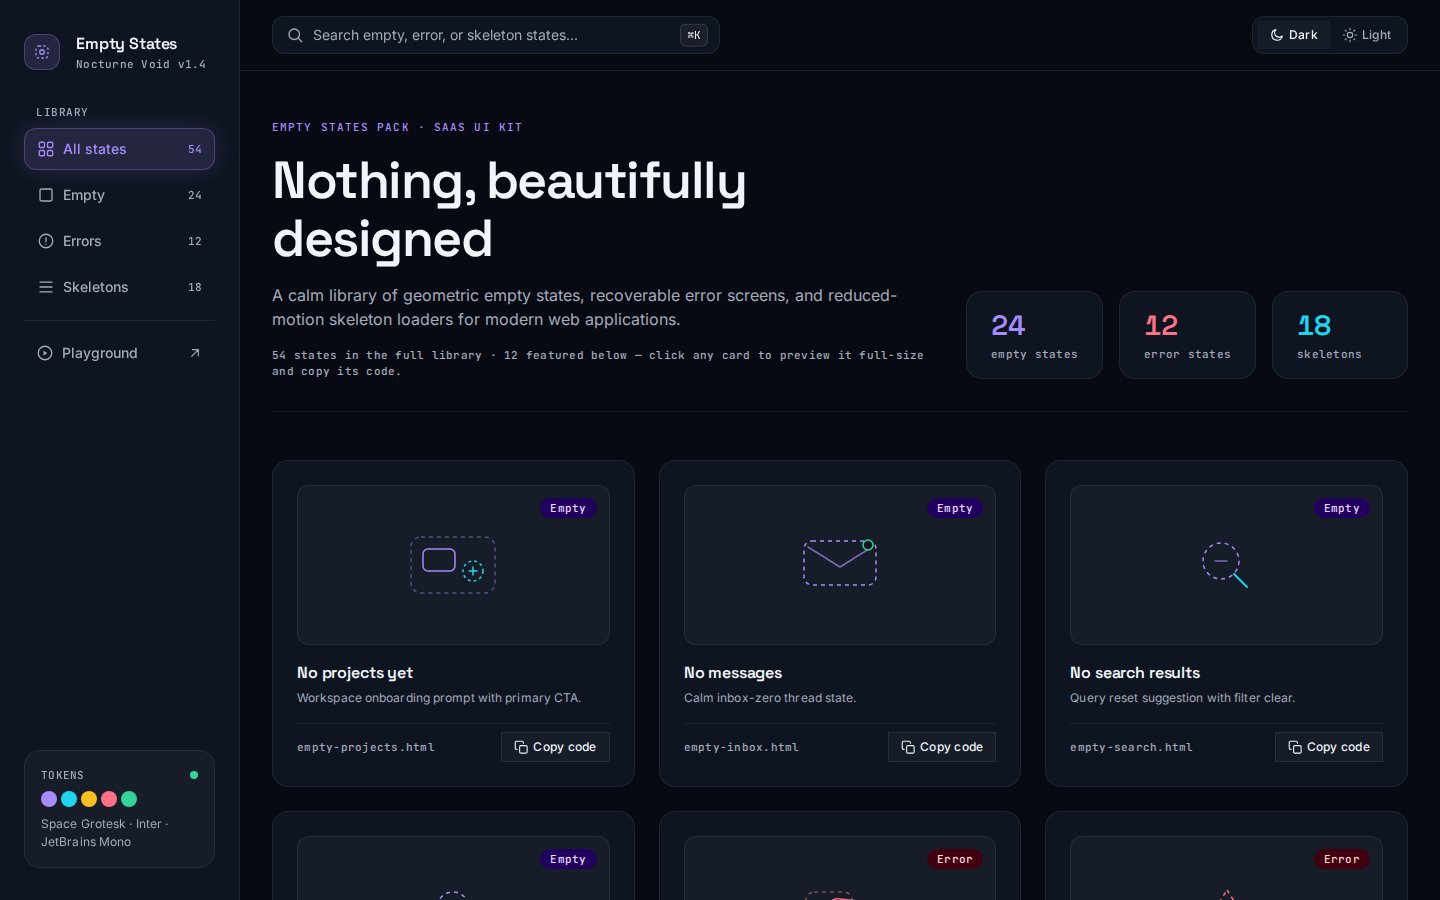 Empty States
Nocturne Void v1.4
LIBRARY
All states 54
Empty 24
Errors 12
Skeletons 18
Playground
TOKENS
Space Grotesk · Inter ·
JetBrains Mono
Search empty, error, or skeleton states...
⌘K
Dark
Light
EMPTY STATES PACK · SAAS UI KIT
Nothing, beautifully
designed
A calm library of geometric empty states, recoverable error screens, and reduced-
motion skeleton loaders for modern web applications.
54 states in the full library · 12 featured below — click any card to preview it full-size
and copy its code.
24
empty states
12
error states
18
skeletons
Empty
No projects yet
Workspace onboarding prompt with primary CTA.
empty-projects.html
Copy code
Empty
No messages
Calm inbox-zero thread state.
empty-inbox.html
Copy code
Empty
No search results
Query reset suggestion with filter clear.
empty-search.html
Copy code
Empty
Error
Error